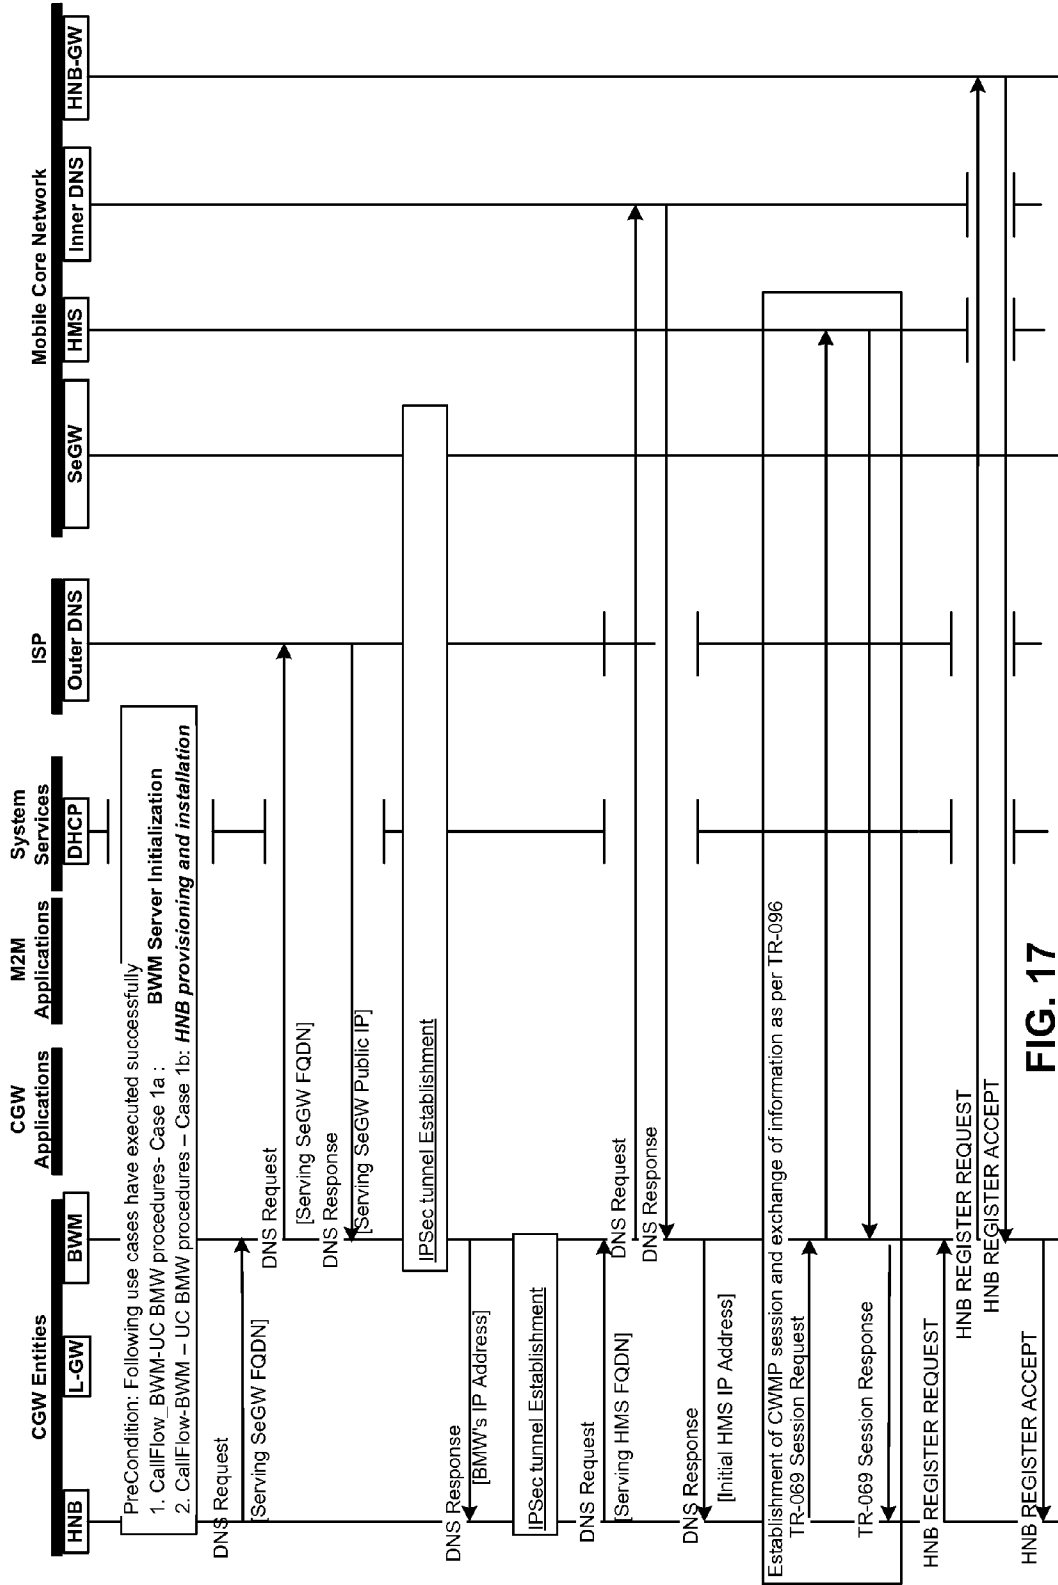 CGW Entities
CGW
Applications
M2M
Applications
System
Services
ISP
Mobile Core Network
HNB
L-GW
BWM
DHCP
Outer DNS
SeGW
HMS
Inner DNS
HNB-GW
PreCondition: Following use cases have executed successfully
1. CallFlow_BWM-UC BMW procedures- Case 1a : BWM Server Initialization
2. CallFlow-BWM – UC BMW procedures – Case 1b: HNB provisioning and installation
DNS Request
[Serving SeGW FQDN]
DNS Request
[Serving SeGW FQDN]
DNS Response
[Serving SeGW Public IP]
IPSec tunnel Establishment
DNS Response
[BMW's IP Address]
IPSec tunnel Establishment
DNS Request
[Serving HMS FQDN]
DNS Request
DNS Response
DNS Response
[Initial HMS IP Address]
Establishment of CWMP session and exchange of information as per TR-096
TR-069 Session Request
TR-069 Session Response
HNB REGISTER REQUEST
HNB REGISTER REQUEST
HNB REGISTER ACCEPT
HNB REGISTER ACCEPT
FIG. 17